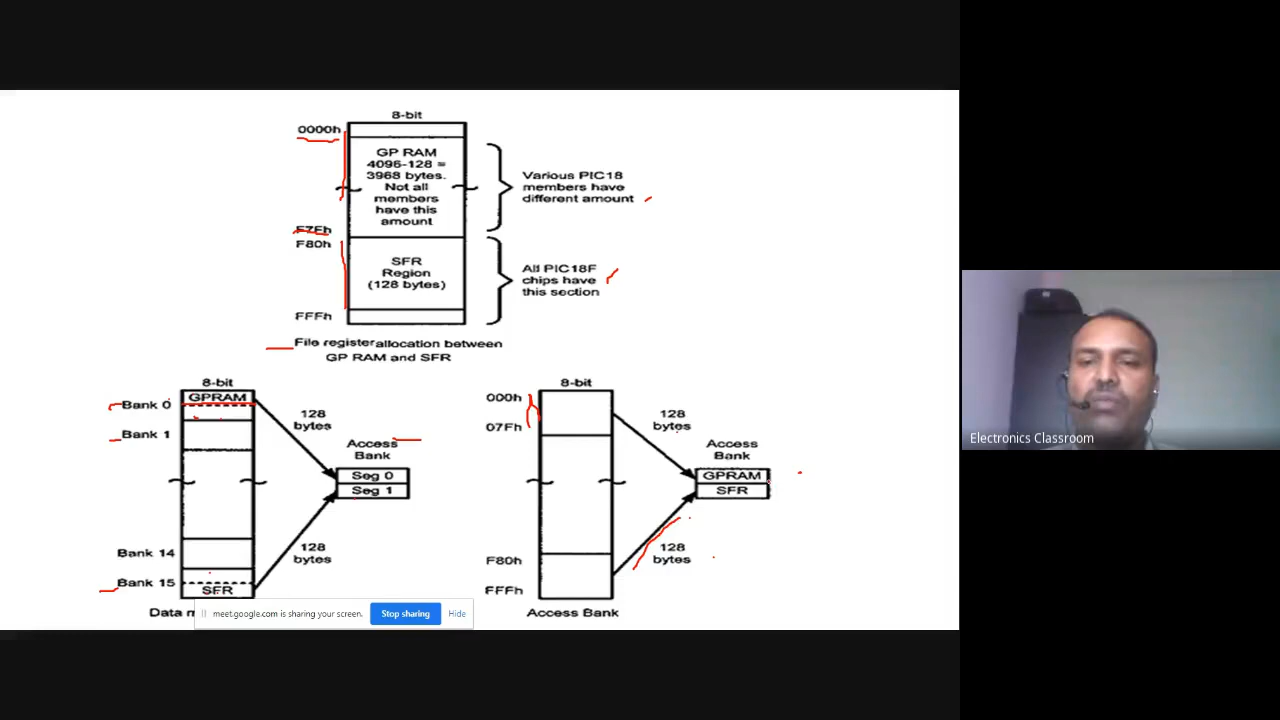 8-bit
0000h
GP RAM
4096-128 =
3968 bytes.
Not all
members
have this
amount
Various PIC18
members have
different amount
F7Fh
F80h
SFR
Region
(128 bytes)
All PIC18F
chips have
this section
FFFh
File register allocation between
GP RAM and SFR
8-bit
GPRAM
Bank 0
Bank 1
128
bytes
Access
Bank
Seg 0
Seg 1
Bank 14
128
bytes
Bank 15
SFR
Data
8-bit
000h
07Fh
128
bytes
Access
Bank
GPRAM
SFR
F80h
128
bytes
FFFh
Access Bank
meet.google.com is sharing your screen.
Stop sharing
Hide
Electronics Classroom